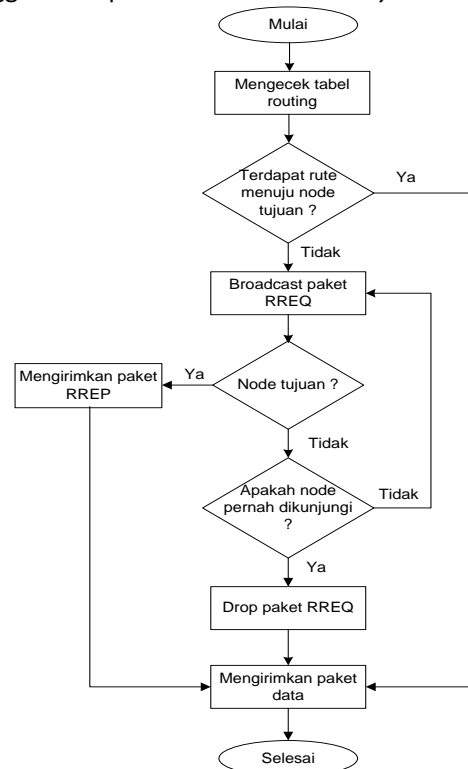 Mulai
Mengecek tabel
routing
Terdapat rute
menuju node
tujuan ?
Ya
Tidak
Broadcast paket
RREQ
Mengirimkan paket
RREP
Ya
Node tujuan ?
Tidak
Apakah node
pernah dikunjungi
?
Tidak
Ya
Drop paket RREQ
Mengirimkan paket
data
Selesai